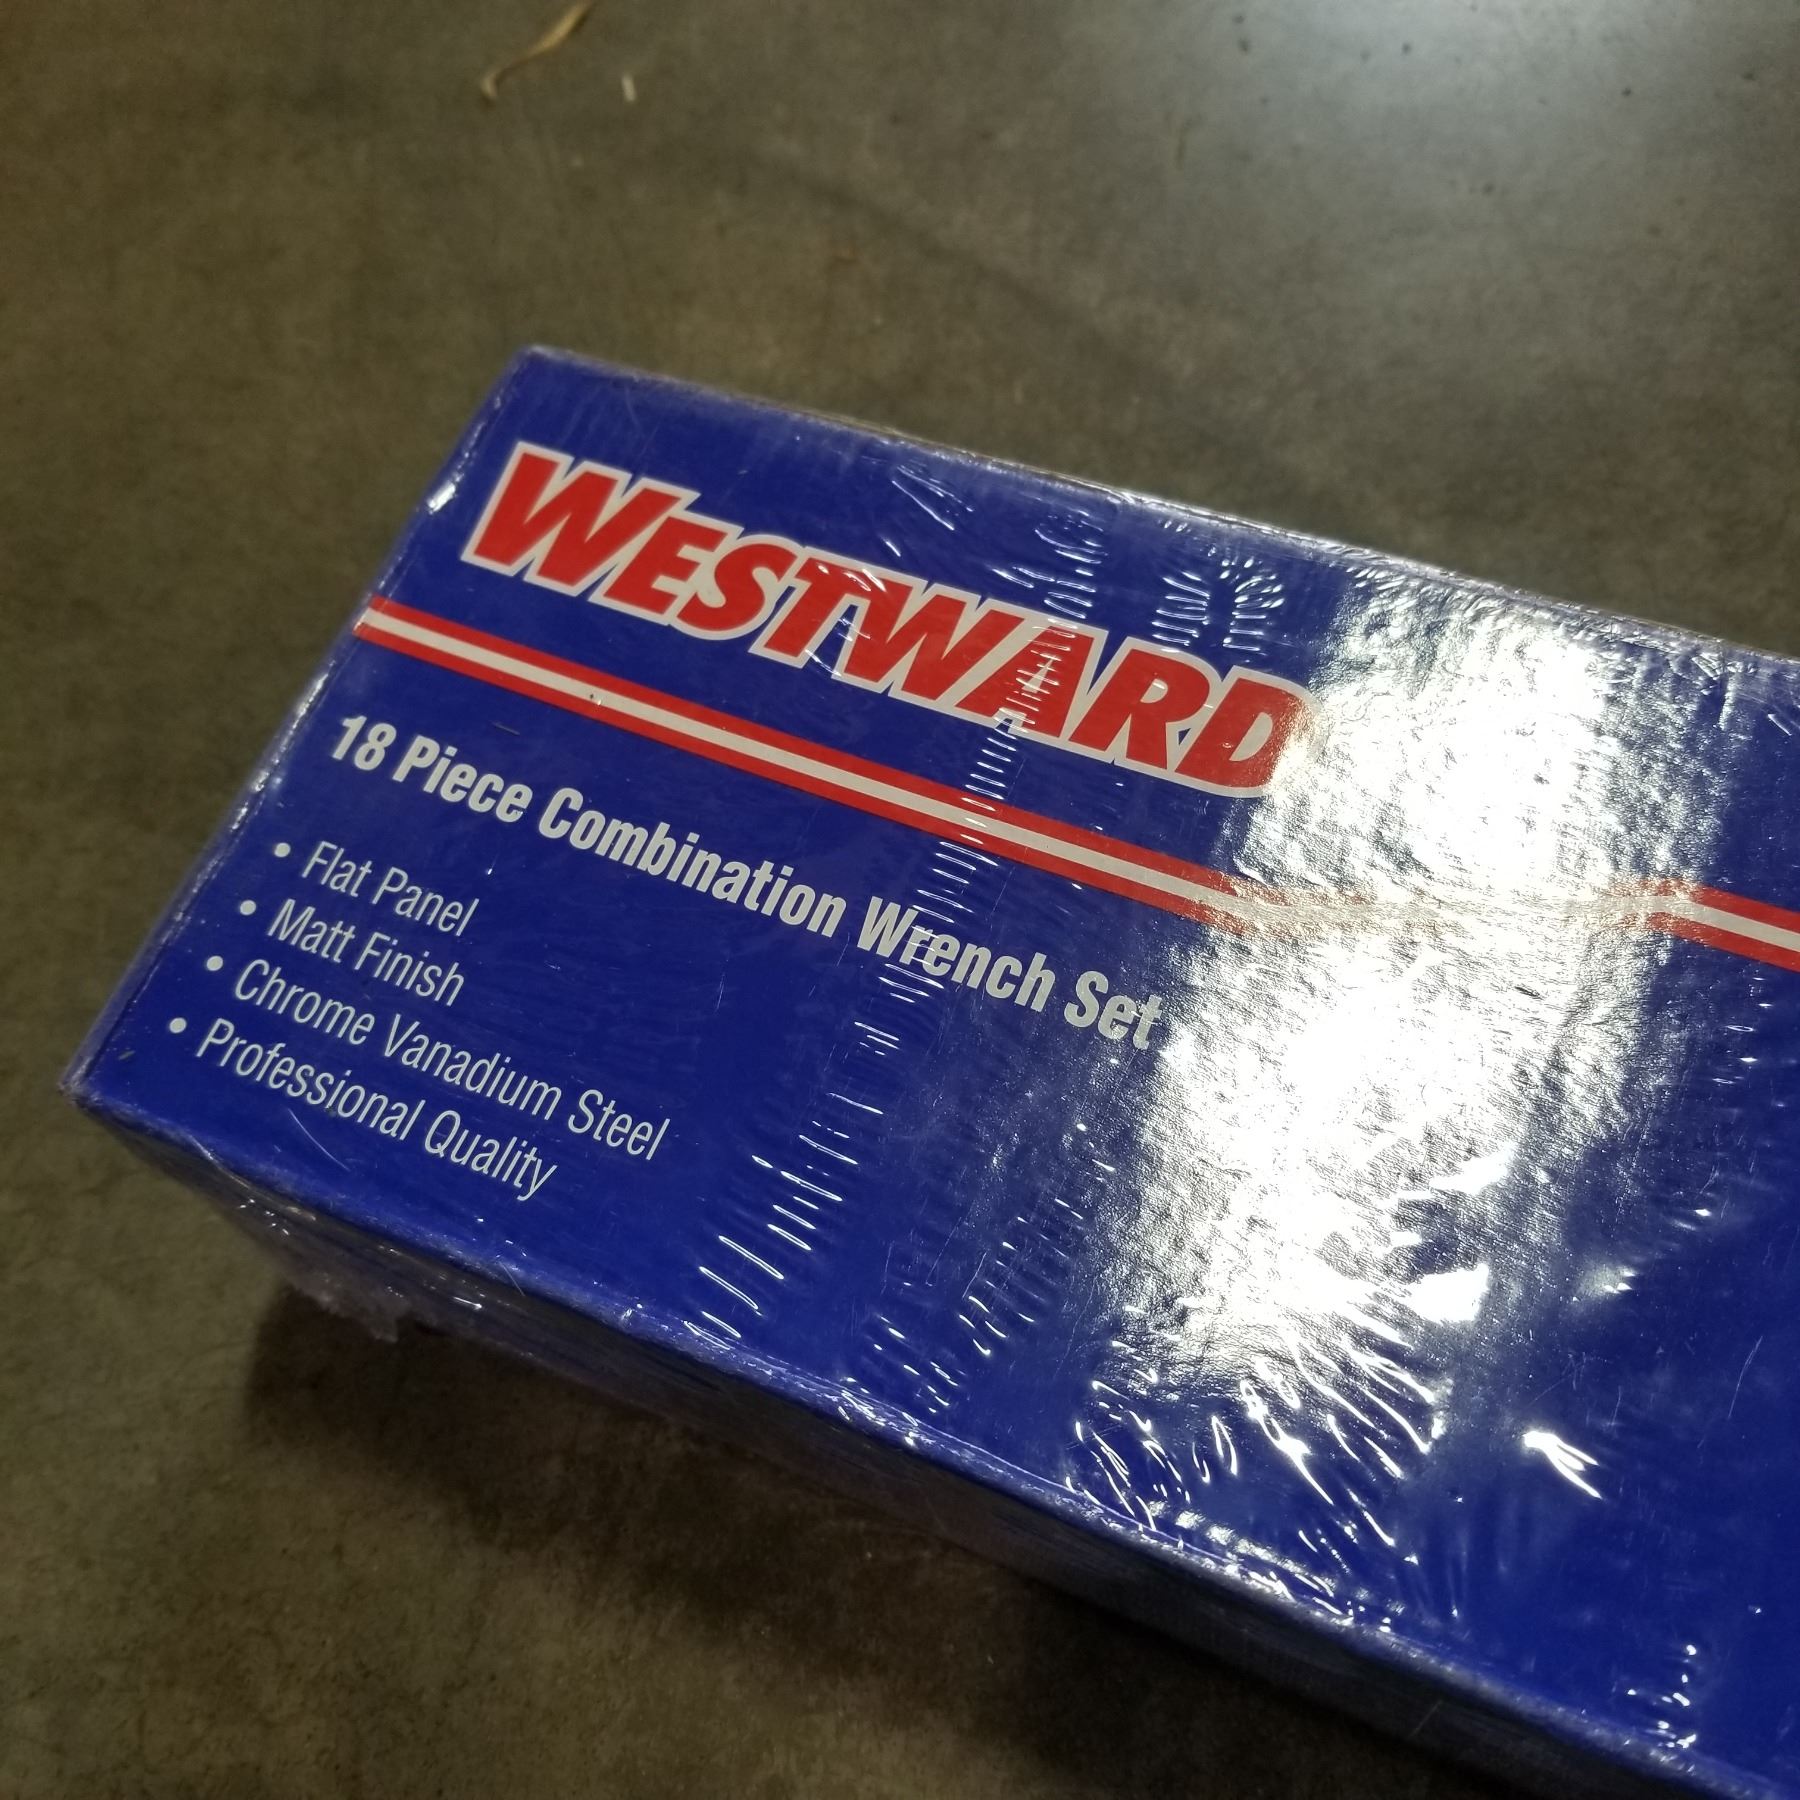 WESTWARD
18 Piece Combination Wrench Set
• Flat Panel
• Matt Finish
• Chrome Vanadium Steel
• Professional Quality